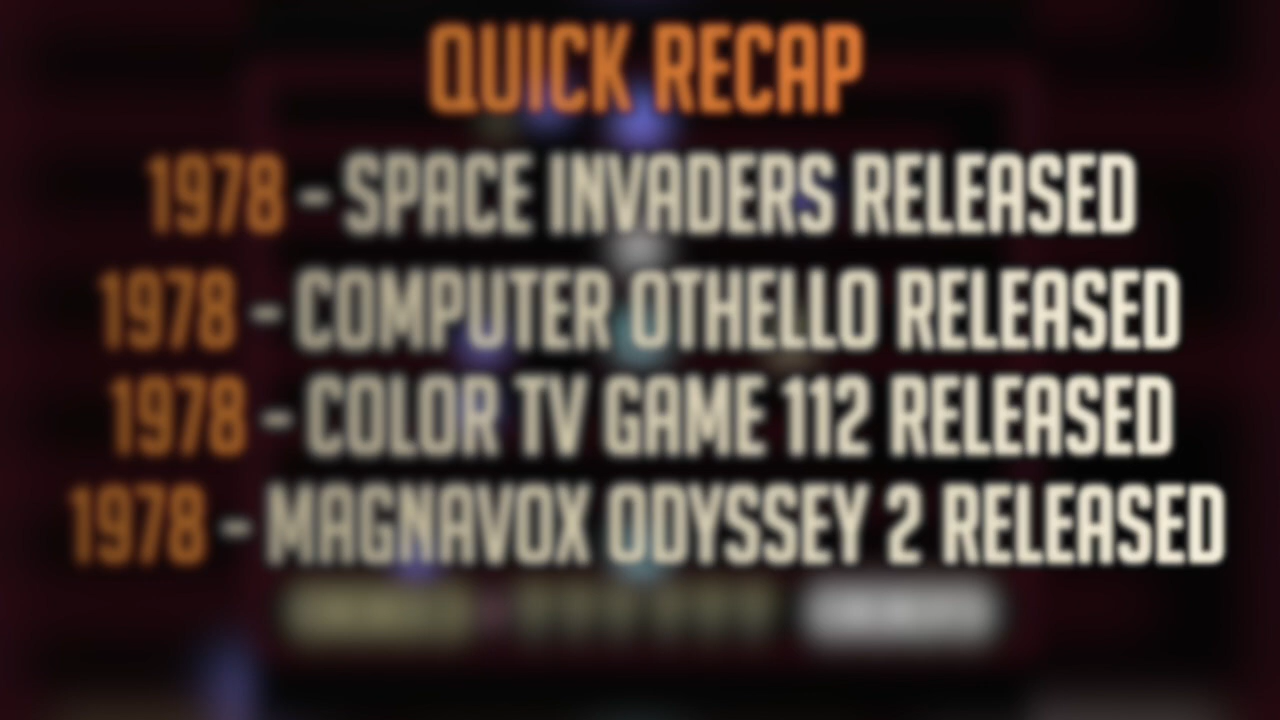 QUICK RECAP
1978 - SPACE INVADERS RELEASED
1978 - COMPUTER OTHELLO RELEASED
1978 - COLOR TV GAME 112 RELEASED
1978 - MAGNAVOX ODYSSEY 2 RELEASED